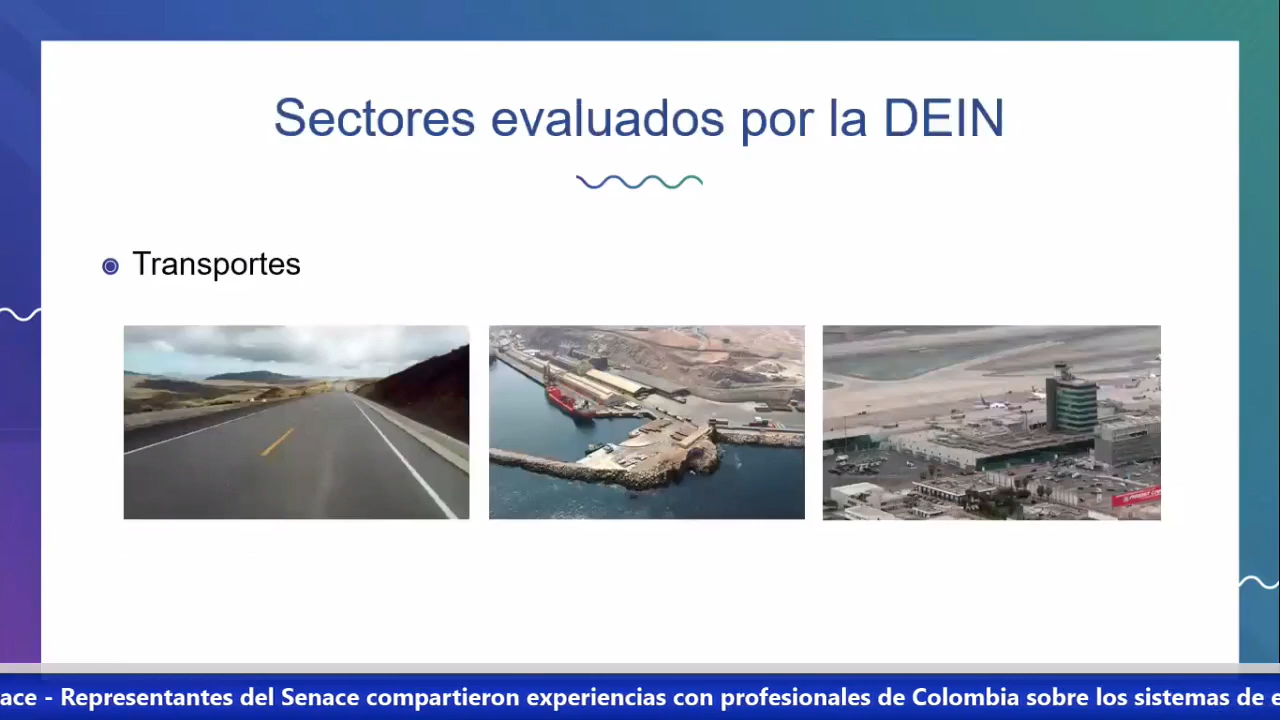 Sectores evaluados por la DEIN
Transportes
ace - Representantes del Senace compartieron experiencias con profesionales de Colombia sobre los sistemas de e